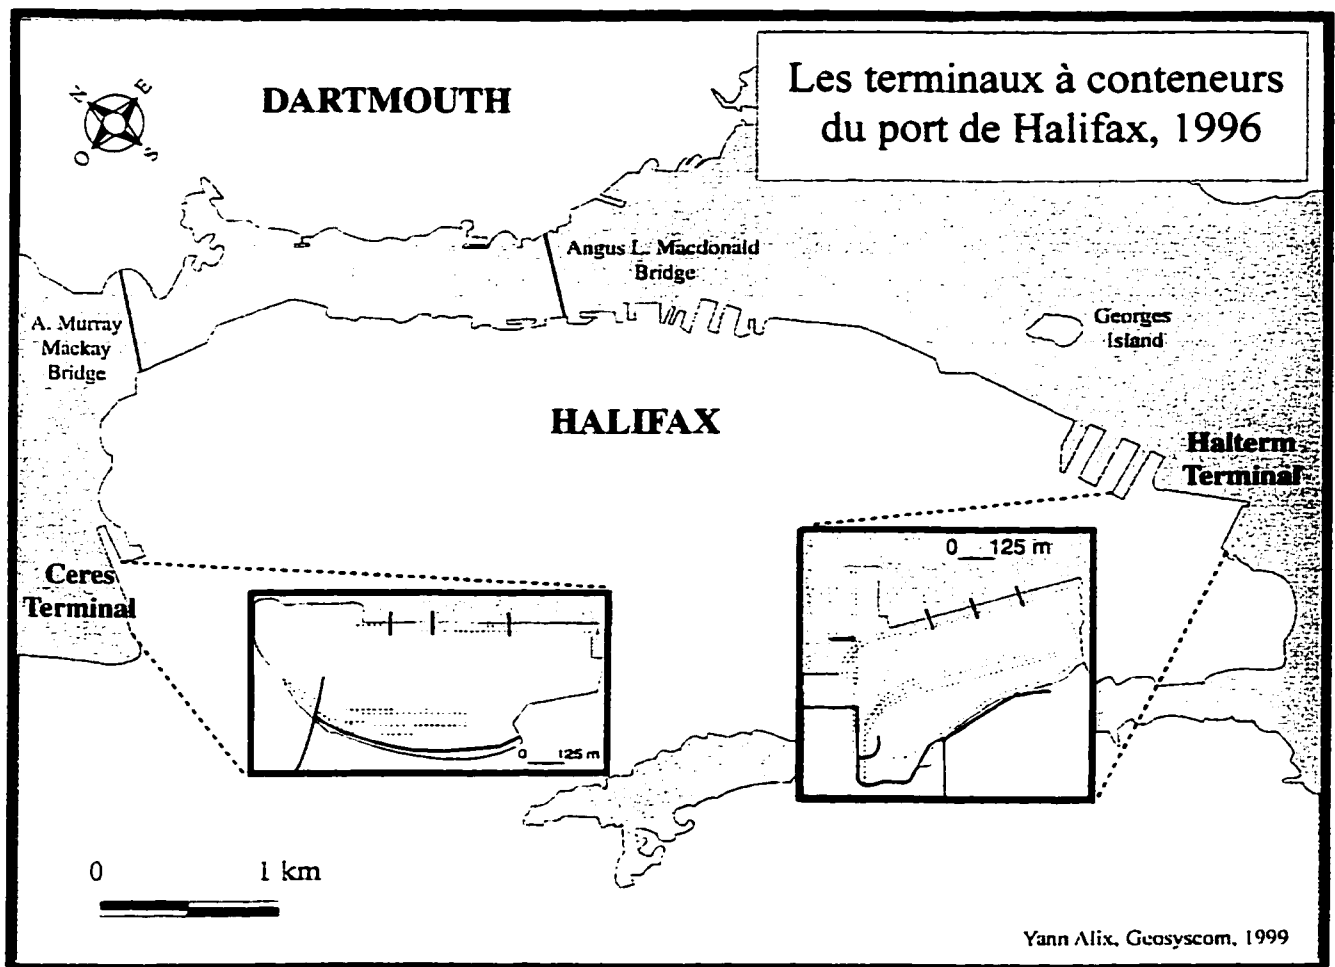 Les terminaux à conteneurs
du port de Halifax, 1996
N
E
O
S
DARTMOUTH
Angus L. Macdonald
Bridge
A. Murray
Mackay
Bridge
Georges
Island
HALIFAX
Halterm
Terminal
0 125 m
Ceres
Terminal
0 125 m
0 1 km
Yann Alix, Geosyscom, 1999